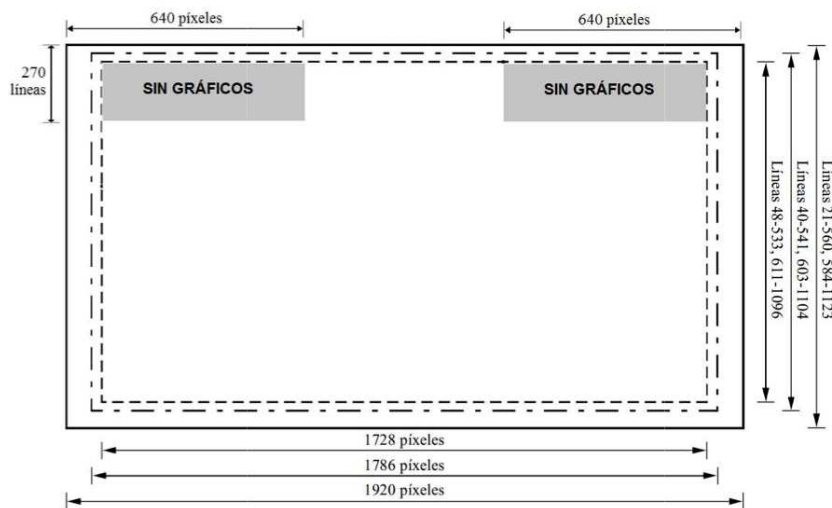 640 píxeles
640 píxeles
270
líneas
SIN GRÁFICOS
SIN GRÁFICOS
Líneas 48-533, 611-1096
Líneas 40-541, 603-1104
Líneas 21-560, 584-1123
1728 píxeles
1786 píxeles
1920 píxeles